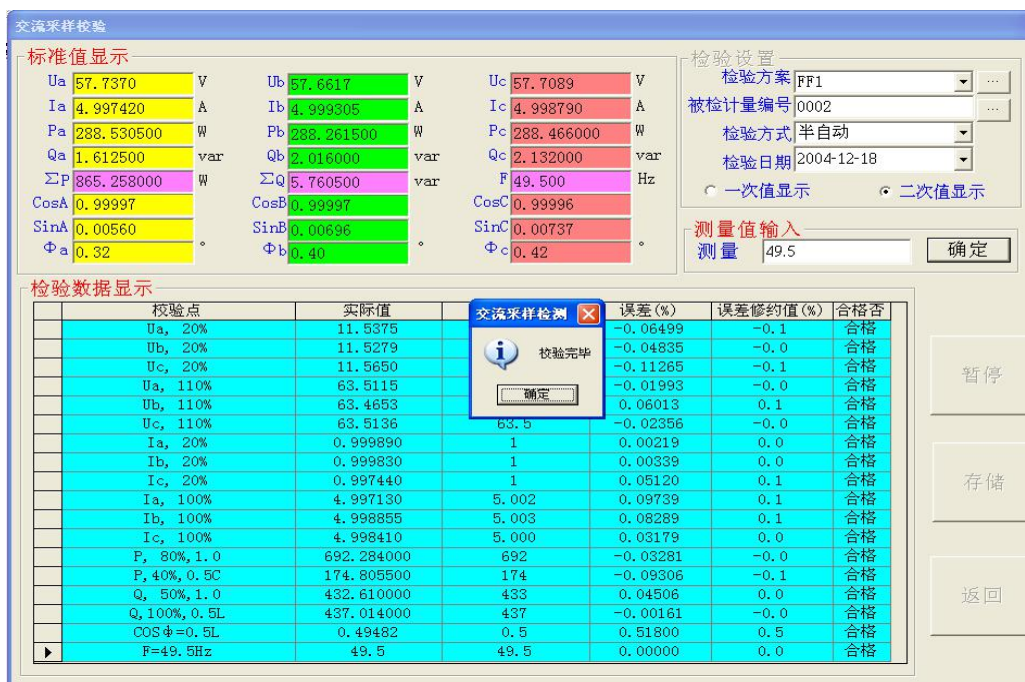 交流采样校验
标准值显示
Ua 57.7370 V Ub 57.6617 V Uc 57.7089 V
Ia 4.997420 A Ib 4.999305 A Ic 4.998790 A
Pa 288.530500 W Pb 288.261500 W Pc 288.466000 W
Qa 1.612500 var Qb 2.016000 var Qc 2.132000 var
ΣP 865.258000 W ΣQ 5.760500 var F 49.500 Hz
CosA 0.99997 CosB 0.99997 CosC 0.99996
SinA 0.00560 SinB 0.00696 SinC 0.00737
Φa 0.32 ° Φb 0.40 ° Φc 0.42 °
检验设置
检验方案 FF1 ...
被检计量编号 0002 ...
检验方式 半自动
检验日期 2004-12-18
一次值显示 二次值显示
测量值输入
测量 49.5 确定
检验数据显示
校验点 实际值 误差(%) 误差修约值(%) 合格否
Ua, 20% 11.5375 -0.06499 -0.1 合格
Ub, 20% 11.5279 -0.04835 -0.0 合格
Uc, 20% 11.5650 -0.11265 -0.1 合格
Ua, 110% 63.5115 -0.01993 -0.0 合格
Ub, 110% 63.4653 0.06013 0.1 合格
Uc, 110% 63.5136 63.5 -0.02356 -0.0 合格
Ia, 20% 0.999890 1 0.00219 0.0 合格
Ib, 20% 0.999830 1 0.00339 0.0 合格
Ic, 20% 0.997440 1 0.05120 0.1 合格
Ia, 100% 4.997130 5.002 0.09739 0.1 合格
Ib, 100% 4.998855 5.003 0.08289 0.1 合格
Ic, 100% 4.998410 5.000 0.03179 0.1 合格
P, 80%,1.0 692.284000 692 -0.03281 -0.0 合格
P,40%,0.5C 174.805500 174 -0.09306 -0.1 合格
Q, 50%,1.0 432.610000 433 0.04506 0.0 合格
Q,100%,0.5L 437.014000 437 -0.00161 -0.0 合格
COSΦ=0.5L 0.49482 0.5 0.51800 0.5 合格
F=49.5Hz 49.5 49.5 0.00000 0.0 合格
交流采样检测
校验完毕
确定
暂停
存储
返回